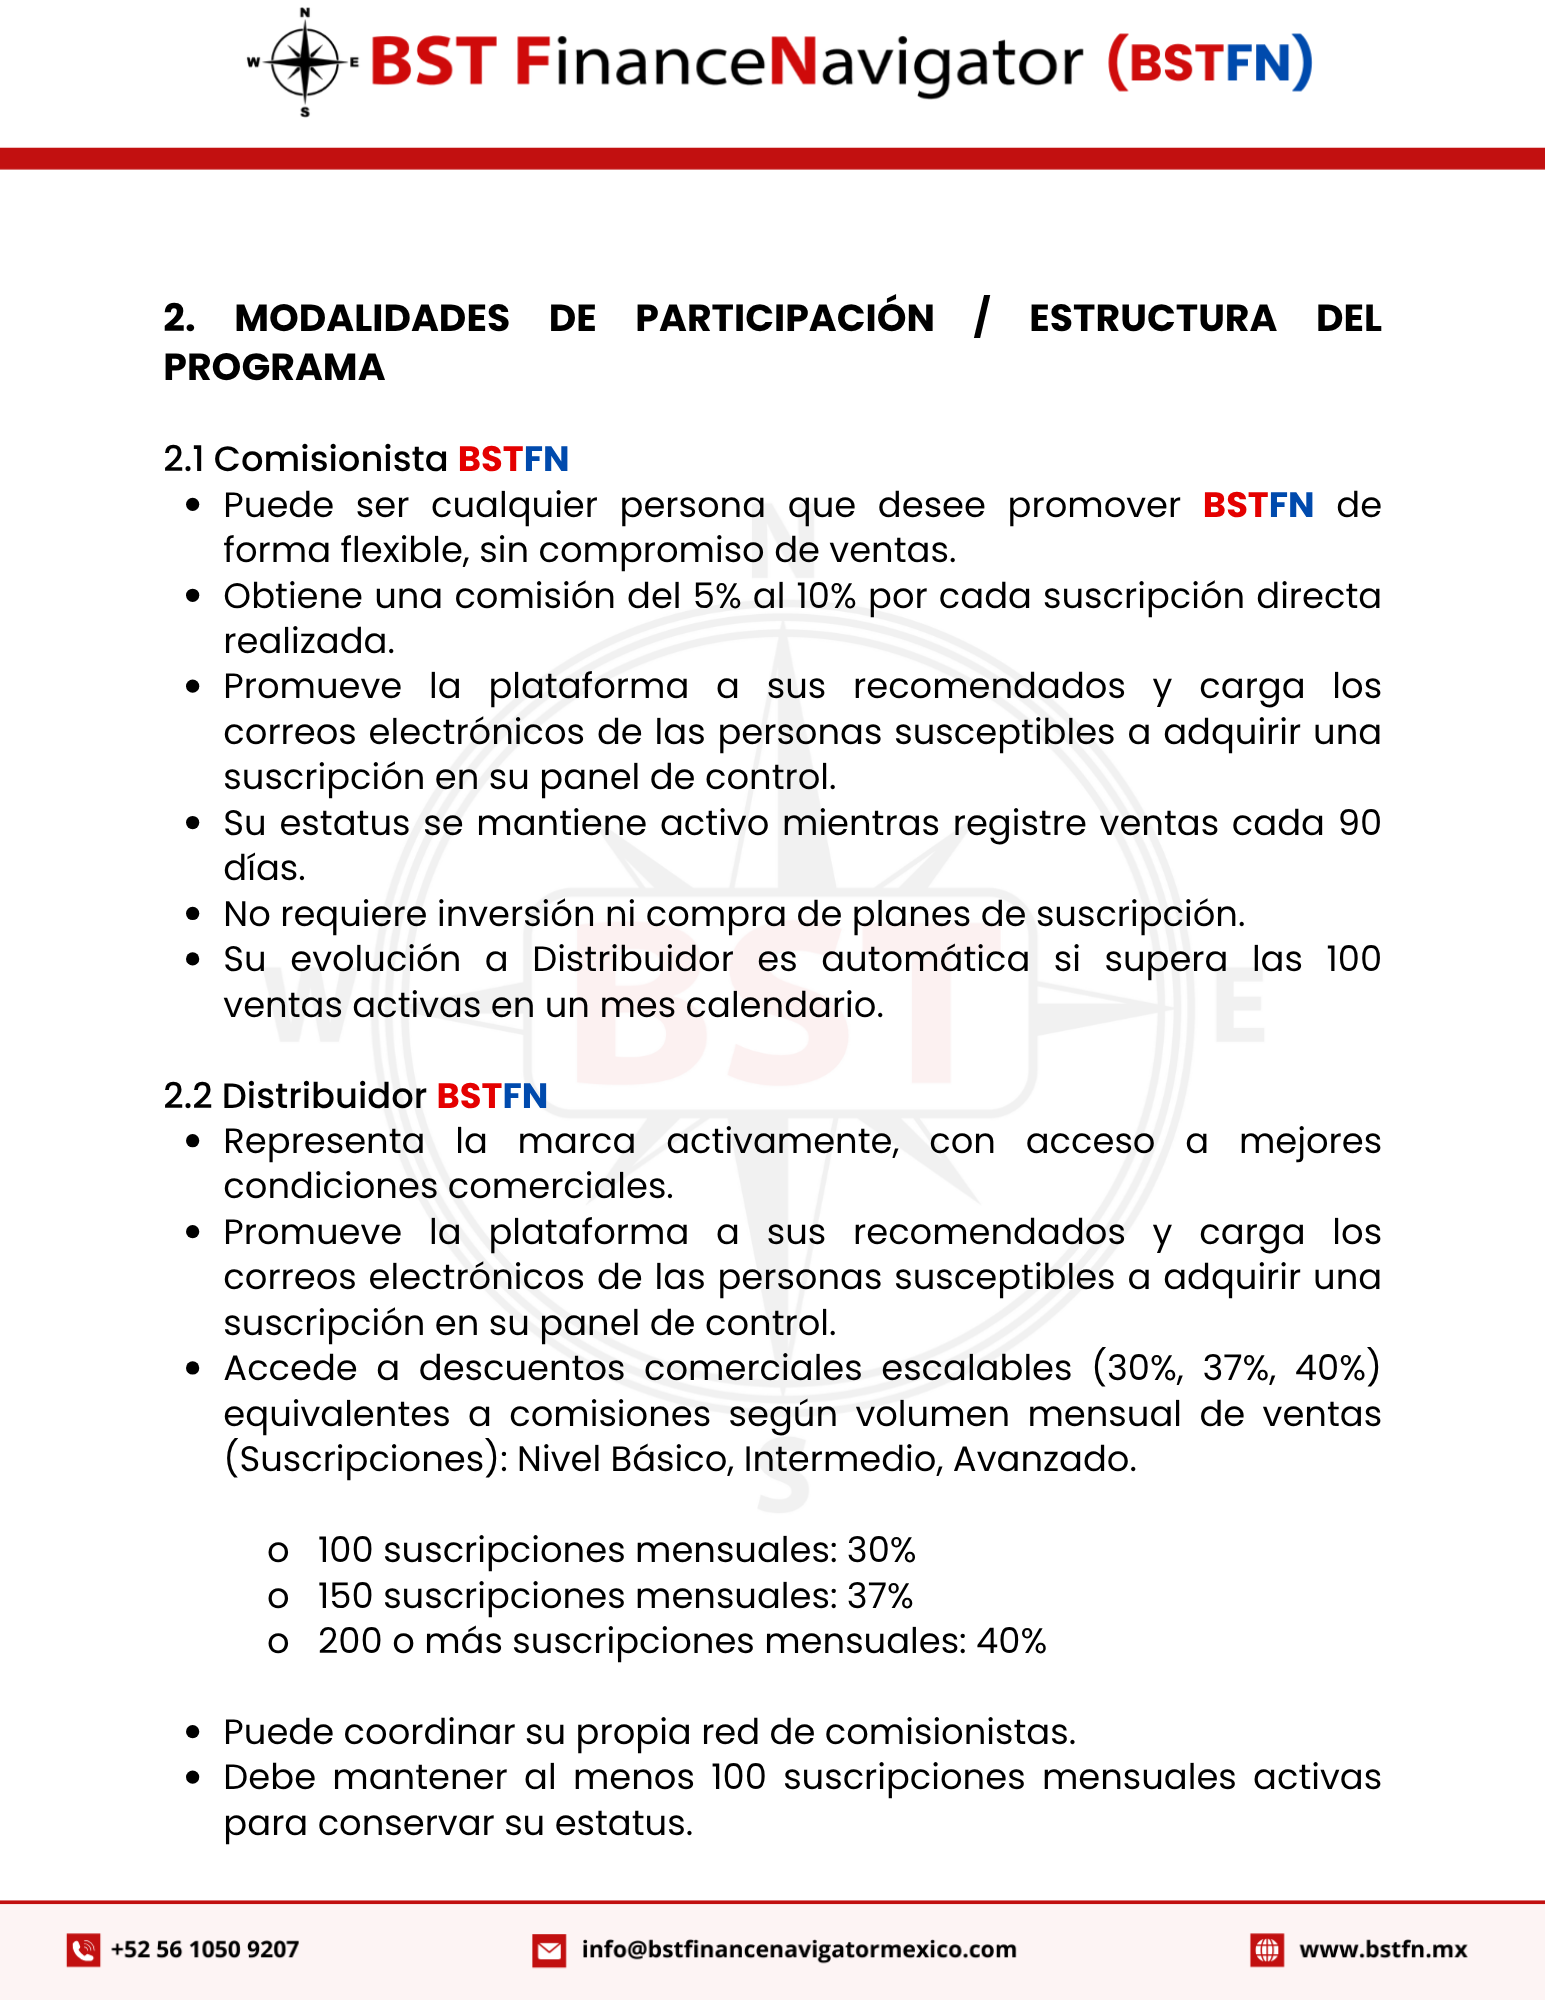 N
W E BST FinanceNavigator (BSTFN)
S
2. MODALIDADES DE PARTICIPACIÓN / ESTRUCTURA DEL
PROGRAMA
2.1 Comisionista BSTFN
• Puede ser cualquier persona que desee promover BSTFN de
forma flexible, sin compromiso de ventas.
• Obtiene una comisión del 5% al 10% por cada suscripción directa
realizada.
• Promueve la plataforma a sus recomendados y carga los
correos electrónicos de las personas susceptibles a adquirir una
suscripción en su panel de control.
• Su estatus se mantiene activo mientras registre ventas cada 90
días.
• No requiere inversión ni compra de planes de suscripción.
• Su evolución a Distribuidor es automática si supera las 100
ventas activas en un mes calendario.
2.2 Distribuidor BSTFN
• Representa la marca activamente, con acceso a mejores
condiciones comerciales.
• Promueve la plataforma a sus recomendados y carga los
correos electrónicos de las personas susceptibles a adquirir una
suscripción en su panel de control.
• Accede a descuentos comerciales escalables (30%, 37%, 40%)
equivalentes a comisiones según volumen mensual de ventas
(Suscripciones): Nivel Básico, Intermedio, Avanzado.
o 100 suscripciones mensuales: 30%
o 150 suscripciones mensuales: 37%
o 200 o más suscripciones mensuales: 40%
• Puede coordinar su propia red de comisionistas.
• Debe mantener al menos 100 suscripciones mensuales activas
para conservar su estatus.
N
W BST E
S
+52 56 1050 9207 info@bstfinancenavigatormexico.com www.bstfn.mx